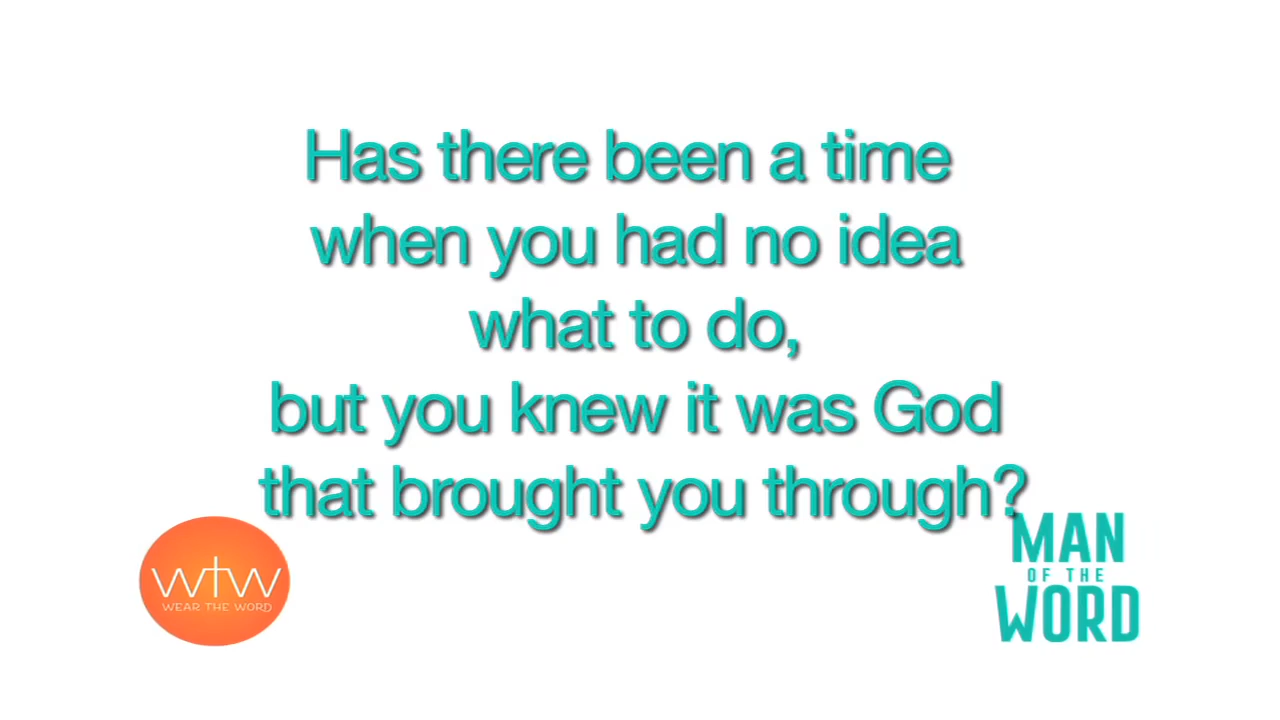 Has there been a time
when you had no idea
what to do,
but you knew it was God
that brought you through?
wtw
WEAR THE WORD
MAN
OF THE
WORD